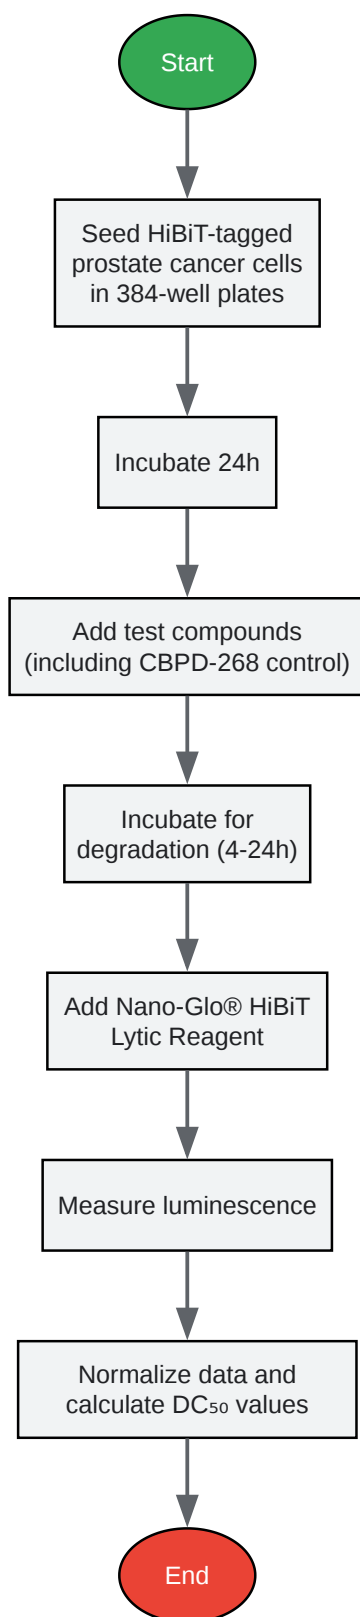 Start
Seed HiBiT-tagged
prostate cancer cells
in 384-well plates
Incubate 24h
Add test compounds
(including CBPD-268 control)
Incubate for
degradation (4-24h)
Add Nano-Glo® HiBiT
Lytic Reagent
Measure luminescence
Normalize data and
calculate DC₅₀ values
End